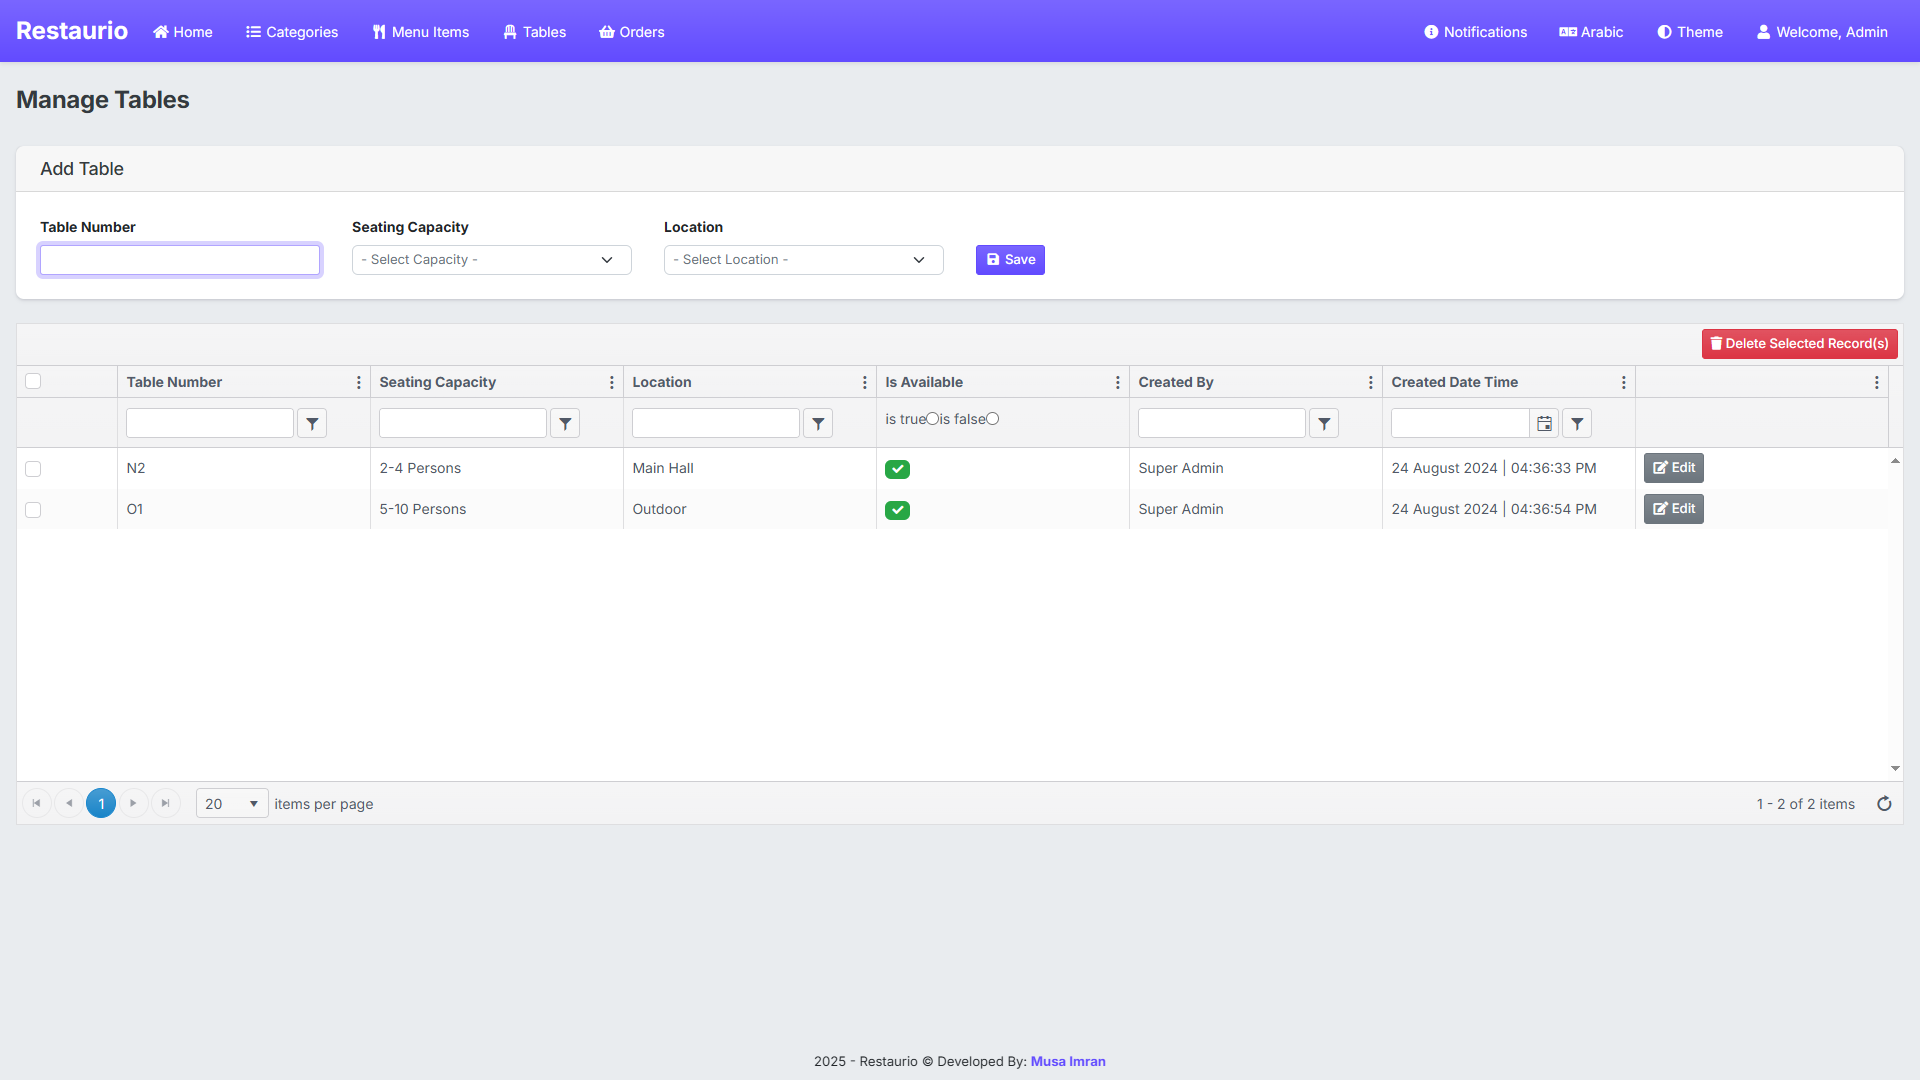 Restaurio Home Categories Menu Items Tables Orders Notifications Arabic Theme Welcome, Admin
Manage Tables
Add Table
Table Number Seating Capacity Location
- Select Capacity - - Select Location - Save
Delete Selected Record(s)
Table Number Seating Capacity Location Is Available Created By Created Date Time
is true is false
N2 2-4 Persons Main Hall Super Admin 24 August 2024 | 04:36:33 PM Edit
O1 5-10 Persons Outdoor Super Admin 24 August 2024 | 04:36:54 PM Edit
1 20 items per page 1 - 2 of 2 items
2025 - Restaurio © Developed By: Musa Imran